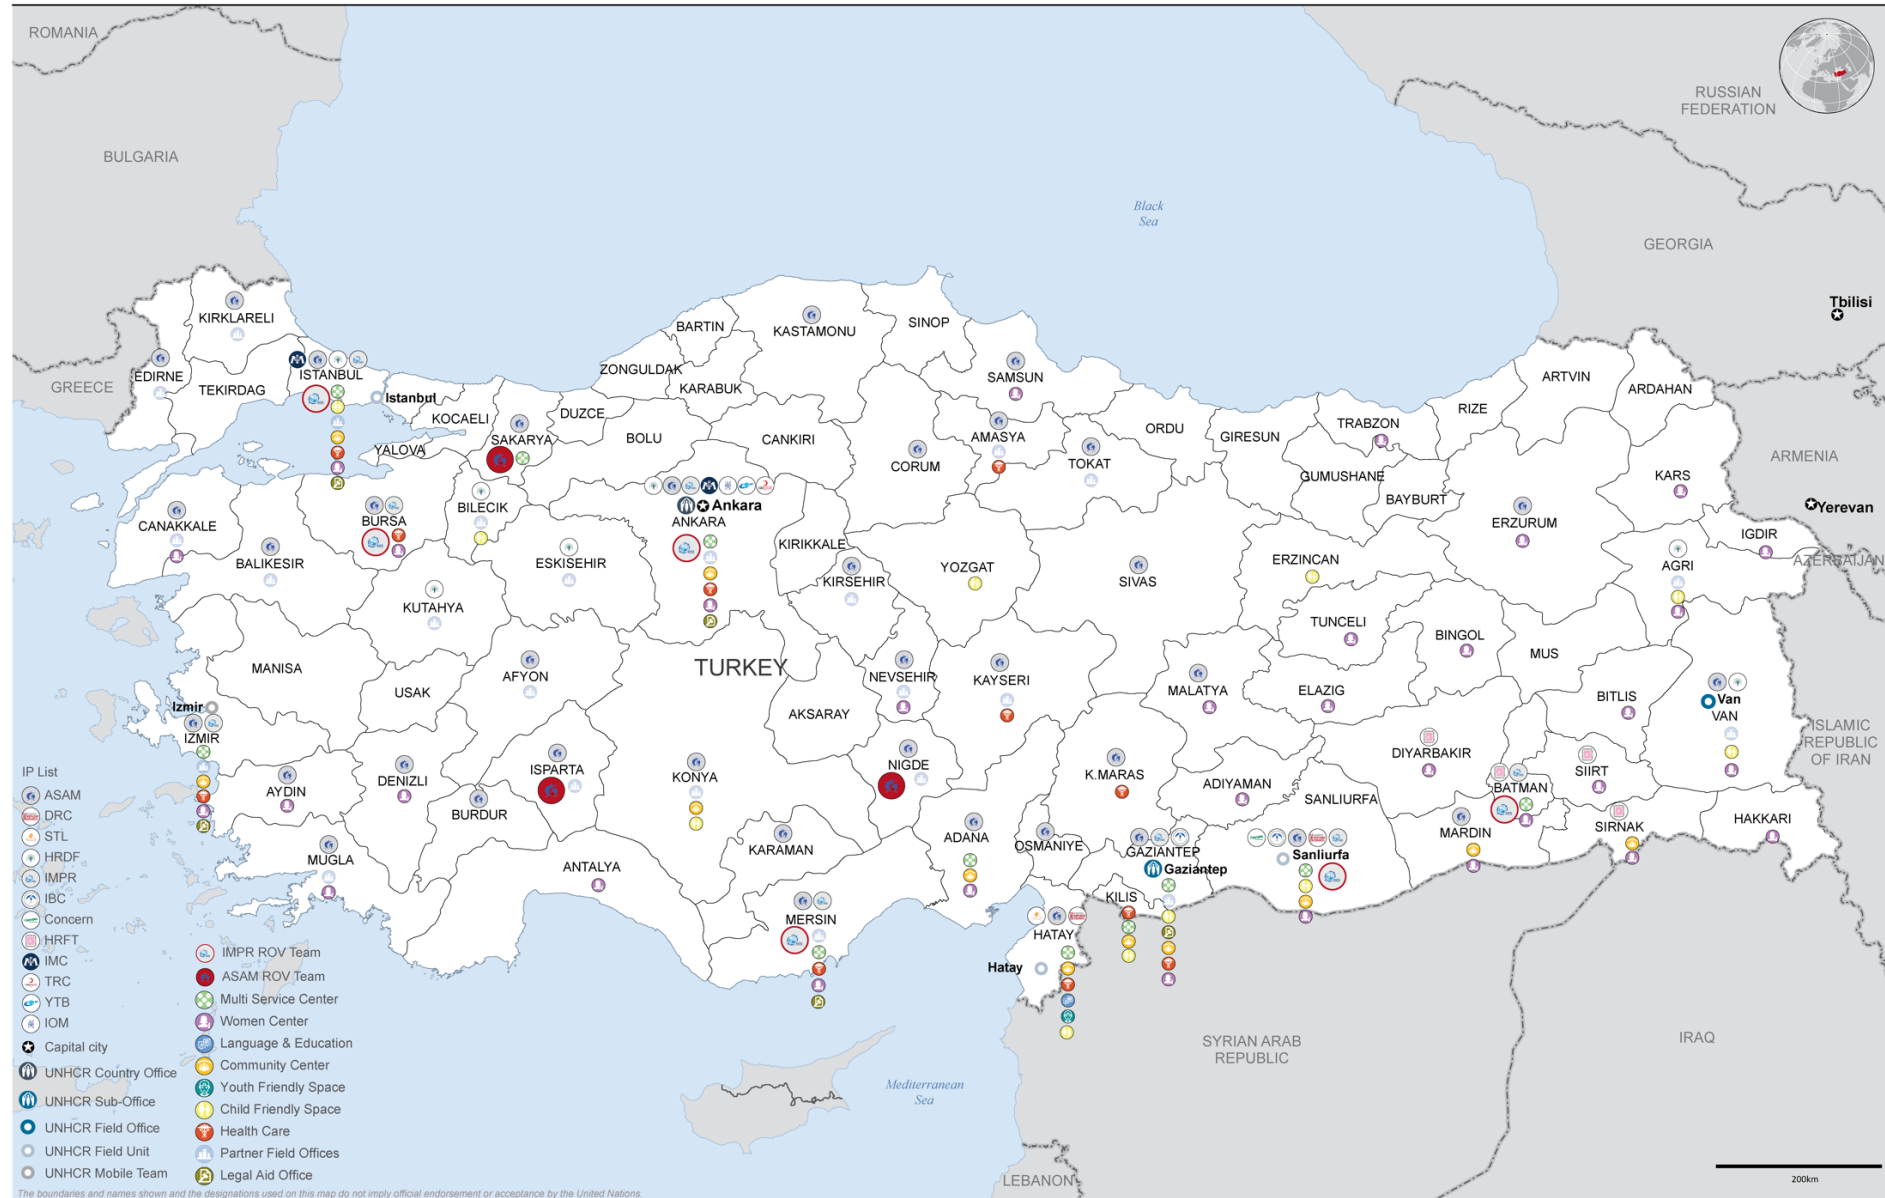 ROMANIA
BULGARIA
GREECE
RUSSIAN
FEDERATION
GEORGIA
Tbilisi
ARMENIA
Yerevan
AZERBAIJAN
ISLAMIC
REPUBLIC
OF IRAN
IRAQ
SYRIAN ARAB
REPUBLIC
LEBANON
Black
Sea
Mediterranean
Sea
TURKEY
KIRKLARELI
EDIRNE
TEKIRDAG
ISTANBUL
Istanbul
KOCAELI
YALOVA
SAKARYA
DUZCE
BOLU
ZONGULDAK
BARTIN
KARABUK
KASTAMONU
CANKIRI
SINOP
SAMSUN
CORUM
AMASYA
TOKAT
ORDU
GIRESUN
TRABZON
GUMUSHANE
BAYBURT
RIZE
ARTVIN
ARDAHAN
KARS
IGDIR
AGRI
ERZURUM
ERZINCAN
CANAKKALE
BALIKESIR
BURSA
BILECIK
ESKISEHIR
KUTAHYA
Ankara
ANKARA
KIRIKKALE
KIRSEHIR
YOZGAT
SIVAS
TUNCELI
BINGOL
MUS
BITLIS
Van
VAN
MANISA
USAK
AFYON
Izmir
IZMIR
AYDIN
DENIZLI
BURDUR
ISPARTA
MUGLA
ANTALYA
KONYA
AKSARAY
NEVSEHIR
NIGDE
KAYSERI
KARAMAN
MERSIN
ADANA
OSMANIYE
K.MARAS
MALATYA
ELAZIG
ADIYAMAN
DIYARBAKIR
SANLIURFA
Sanliurfa
GAZIANTEP
Gaziantep
KILIS
HATAY
Hatay
BATMAN
SIIRT
MARDIN
SIRNAK
HAKKARI
IP List
ASAM
DRC
STL
HRDF
IMPR
IBC
Concern
HRFT
IMC
TRC
YTB
IOM
Capital city
UNHCR Country Office
UNHCR Sub-Office
UNHCR Field Office
UNHCR Field Unit
UNHCR Mobile Team
IMPR ROV Team
ASAM ROV Team
Multi Service Center
Women Center
Language & Education
Community Center
Youth Friendly Space
Child Friendly Space
Health Care
Partner Field Offices
Legal Aid Office
200km
The boundaries and names shown and the designations used on this map do not imply official endorsement or acceptance by the United Nations.